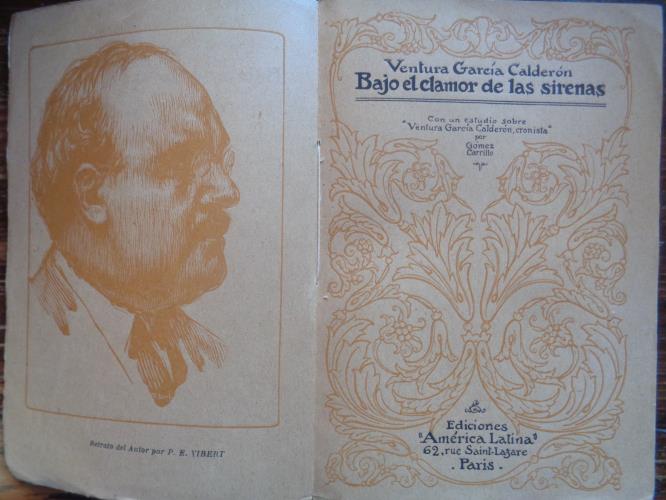 Retrato del Autor por P. E. VIBERT
Ventura García Calderón
Bajo el clamor de las sirenas
Con un estudio sobre
"Ventura García Calderón, cronista"
por
Gómez
Carrillo
Ediciones
"América Latina"
62, rue Saint-Lazare
. Paris .